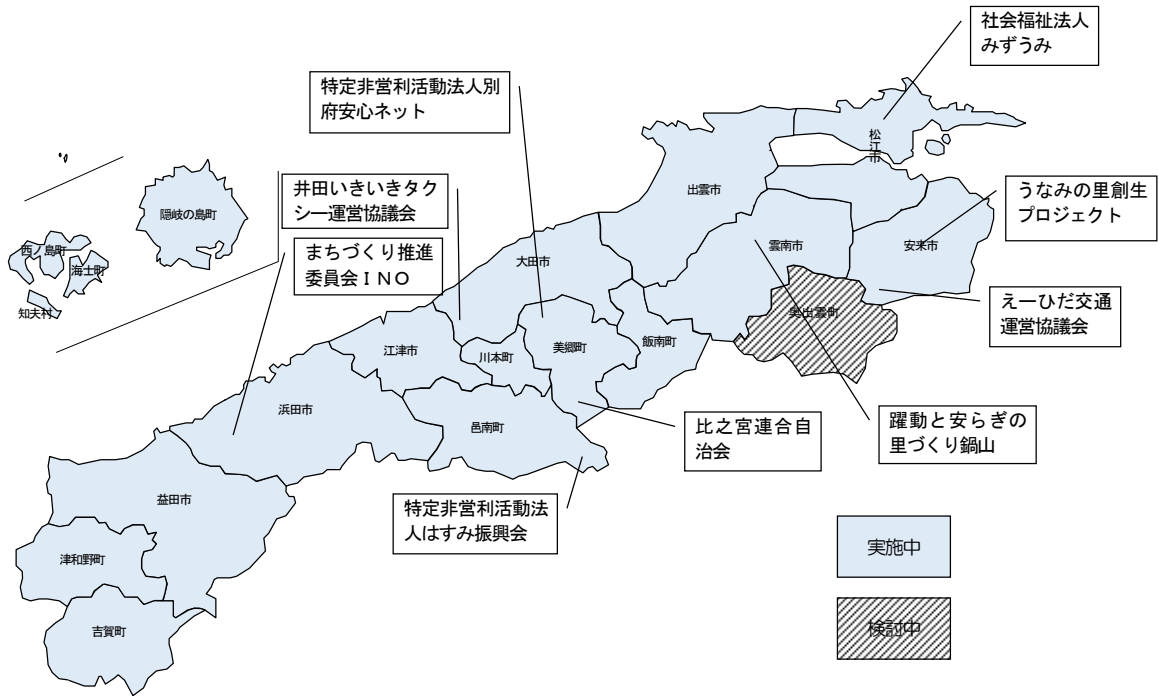 社会福祉法人
みずうみ
特定非営利活動法人別
府安心ネット
松江市
井田いきいきタク
シー運営協議会
うなみの里創生
プロジェクト
出雲市
隠岐の島町
まちづくり推進
委員会ＩＮＯ
雲南市
安来市
西ノ島町
海士町
大田市
知夫村
えーひだ交通
運営協議会
奥出雲町
飯南町
美郷町
江津市
川本町
浜田市
邑南町
比之宮連合自
治会
躍動と安らぎの
里づくり鍋山
益田市
特定非営利活動法
人はすみ振興会
実施中
津和野町
検討中
吉賀町